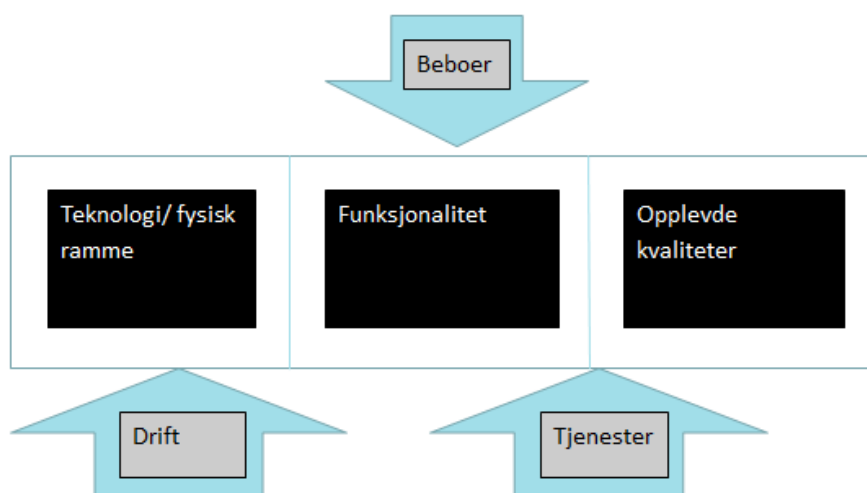 Beboer
Teknologi/ fysisk
ramme
Funksjonalitet
Opplevde
kvaliteter
Drift
Tjenester